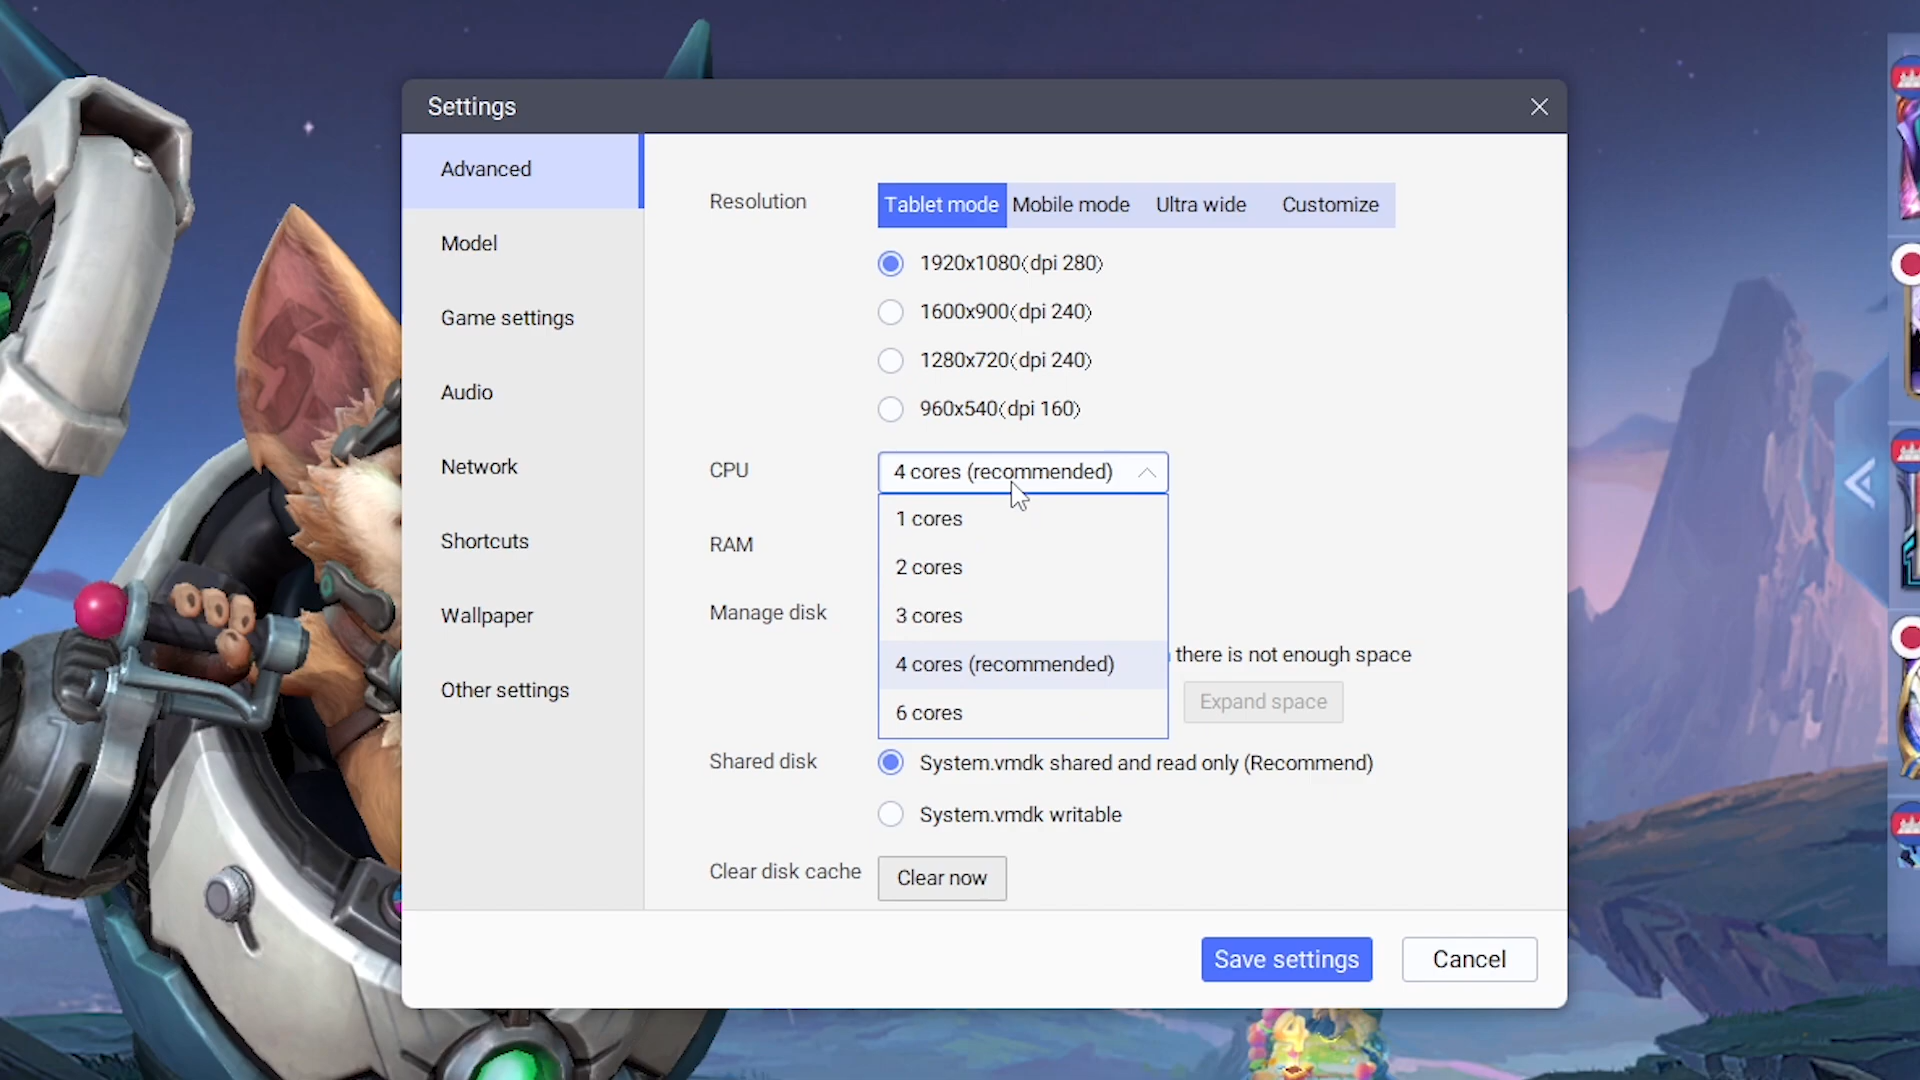 Settings
Advanced
Model
Game settings
Audio
Network
Shortcuts
Wallpaper
Other settings
Resolution
Tablet mode
Mobile mode
Ultra wide
Customize
1920x1080(dpi 280)
1600x900(dpi 240)
1280x720(dpi 240)
960x540(dpi 160)
CPU
4 cores (recommended)
1 cores
2 cores
3 cores
4 cores (recommended)
6 cores
RAM
Manage disk
there is not enough space
Expand space
Shared disk
System.vmdk shared and read only (Recommend)
System.vmdk writable
Clear disk cache
Clear now
Save settings
Cancel